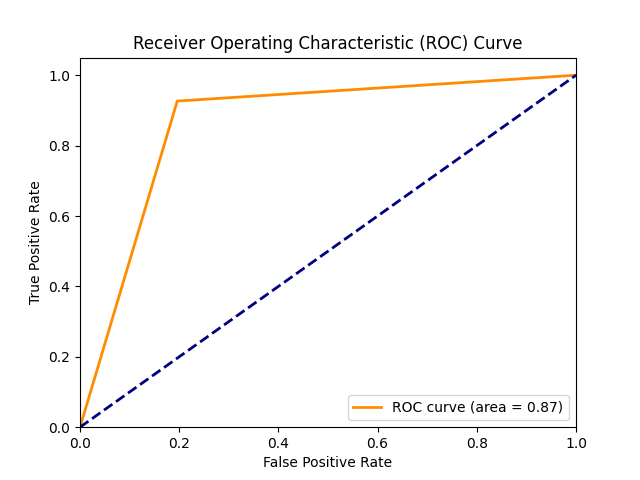 Receiver Operating Characteristic (ROC) Curve
1.0
0.8
0.6
0.4
0.2
0.0
True Positive Rate
ROC curve (area = 0.87)
0.0 0.2 0.4 0.6 0.8 1.0
False Positive Rate